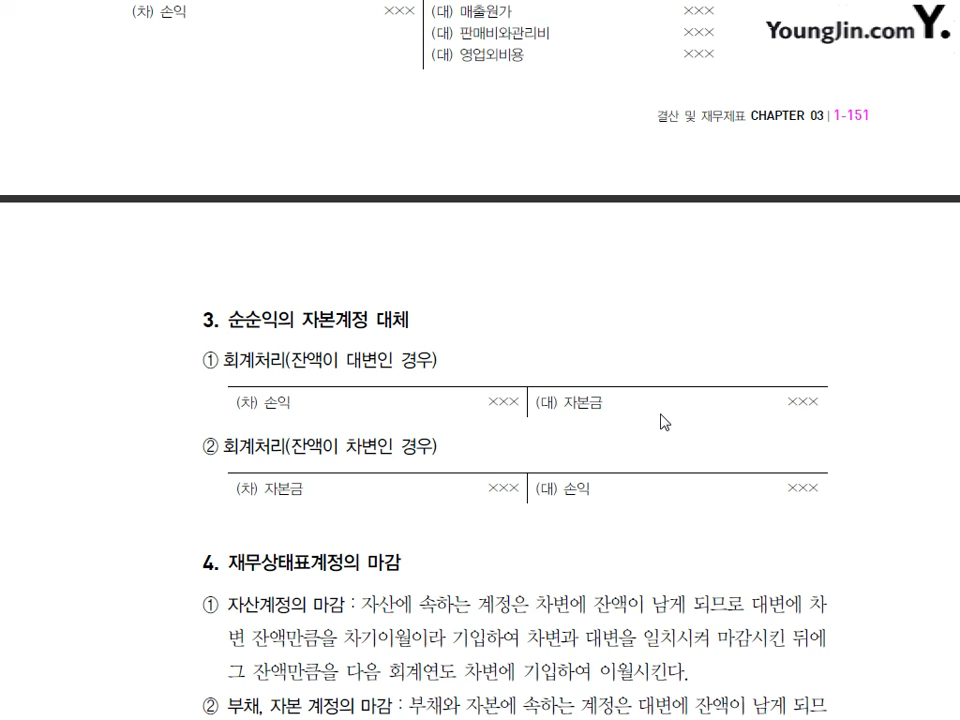 (차) 손익 ××× (대) 매출원가 ×××
(대) 판매비와관리비 ×××
(대) 영업외비용 ×××
YoungJin.com Y.
결산 및 재무제표 CHAPTER 03 | 1-151
3. 순순익의 자본계정 대체
① 회계처리(잔액이 대변인 경우)
(차) 손익 ××× (대) 자본금 ×××
② 회계처리(잔액이 차변인 경우)
(차) 자본금 ××× (대) 손익 ×××
4. 재무상태표계정의 마감
① 자산계정의 마감 : 자산에 속하는 계정은 차변에 잔액이 남게 되므로 대변에 차
변 잔액만큼을 차기이월이라 기입하여 차변과 대변을 일치시켜 마감시킨 뒤에
그 잔액만큼을 다음 회계연도 차변에 기입하여 이월시킨다.
② 부채, 자본 계정의 마감 : 부채와 자본에 속하는 계정은 대변에 잔액이 남게 되므